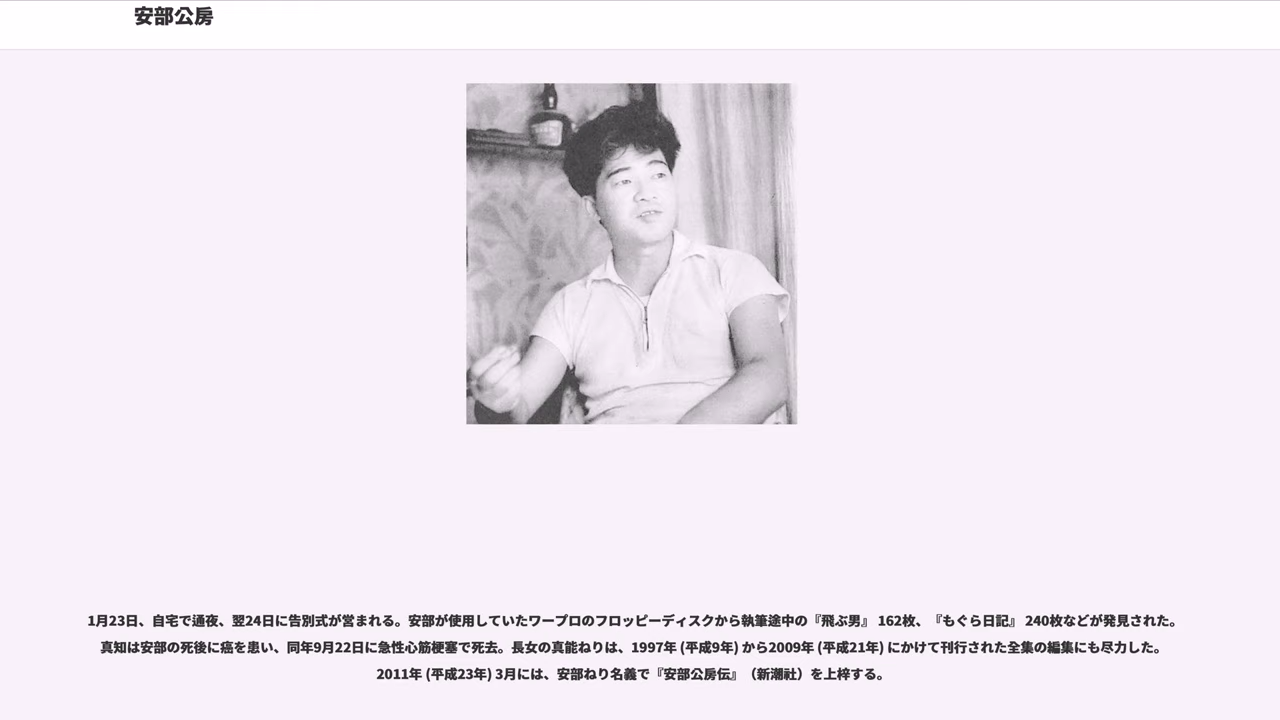 安部公房
1月23日、自宅で通夜、翌24日に告別式が営まれる。安部が使用していたワープロのフロッピーディスクから執筆途中の『飛ぶ男』 162枚、『もぐら日記』 240枚などが発見された。
真知は安部の死後に癌を患い、同年9月22日に急性心筋梗塞で死去。長女の真能ねりは、1997年 (平成9年) から2009年 (平成21年) にかけて刊行された全集の編集にも尽力した。
2011年 (平成23年) 3月には、安部ねり名義で『安部公房伝』（新潮社）を上梓する。